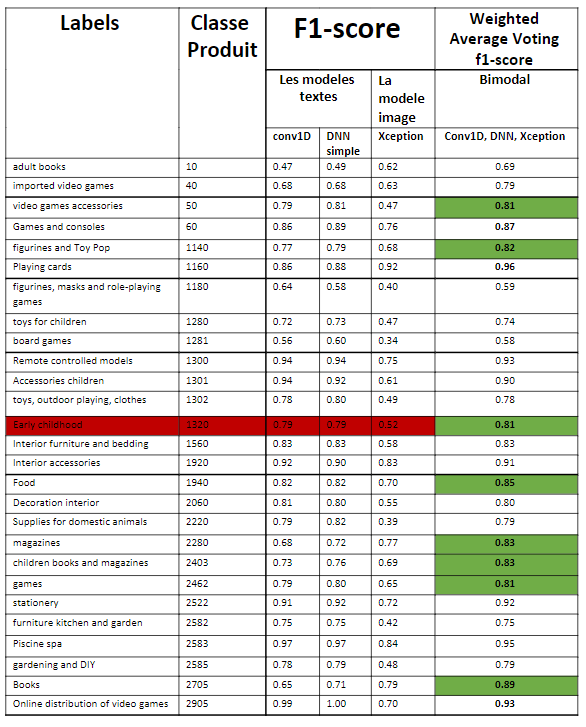 Labels Classe Produit F1-score Weighted Average Voting f1-score
Les modeles textes La modele image Bimodal
conv1D DNN simple Xception Conv1D, DNN, Xception
adult books 10 0.47 0.49 0.62 0.69
imported video games 40 0.68 0.68 0.63 0.79
video games accessories 50 0.79 0.81 0.47 0.81
Games and consoles 60 0.86 0.89 0.76 0.87
figurines and Toy Pop 1140 0.77 0.79 0.68 0.82
Playing cards 1160 0.86 0.88 0.92 0.96
figurines, masks and role-playing games 1180 0.64 0.58 0.40 0.59
toys for children 1280 0.72 0.73 0.47 0.74
board games 1281 0.56 0.60 0.34 0.58
Remote controlled models 1300 0.94 0.94 0.75 0.93
Accessories children 1301 0.94 0.92 0.61 0.90
toys, outdoor playing, clothes 1302 0.78 0.80 0.49 0.78
Early childhood 1320 0.79 0.79 0.52 0.81
Interior furniture and bedding 1560 0.83 0.83 0.58 0.83
Interior accessories 1920 0.92 0.90 0.83 0.91
Food 1940 0.82 0.82 0.70 0.85
Decoration interior 2060 0.81 0.80 0.55 0.80
Supplies for domestic animals 2220 0.79 0.82 0.39 0.79
magazines 2280 0.68 0.72 0.77 0.83
children books and magazines 2403 0.73 0.76 0.69 0.83
games 2462 0.79 0.80 0.65 0.81
stationery 2522 0.91 0.92 0.72 0.92
furniture kitchen and garden 2582 0.75 0.75 0.42 0.75
Piscine spa 2583 0.97 0.97 0.84 0.95
gardening and DIY 2585 0.78 0.79 0.48 0.79
Books 2705 0.65 0.71 0.79 0.89
Online distribution of video games 2905 0.99 1.00 0.70 0.93